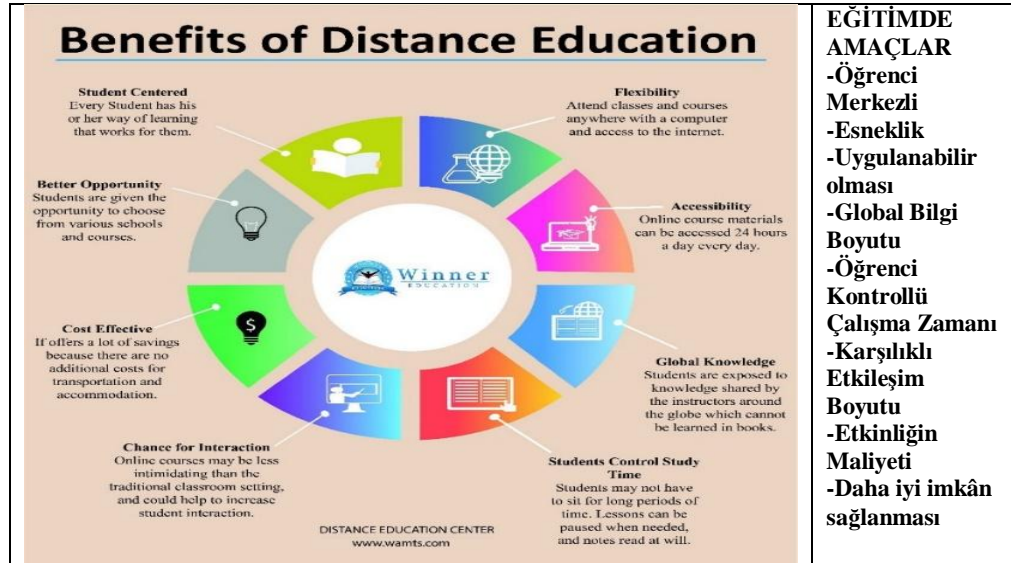 Benefits of Distance Education
Student Centered
Every Student has his
or her way of learning
that works for them.
Flexibility
Attend classes and courses
anywhere with a computer
and access to the internet.
Better Opportunity
Students are given the
opportunity to choose
from various schools
and courses.
Accessibility
Online course materials
can be accessed 24 hours
a day every day.
Winner
EDUCATION
Cost Effective
If offers a lot of savings
because there are no
additional costs for
transportation and
accommodation.
Global Knowledge
Students are exposed to
knowledge shared by
the instructors around
the globe which cannot
be learned in books.
Chance for Interaction
Online courses may be less
intimidating than the
traditional classroom setting,
and could help to increase
student interaction.
Students Control Study
Time
Students may not have
to sit for long periods of
time. Lessons can be
paused when needed,
and notes read at will.
DISTANCE EDUCATION CENTER
www.wamts.com
EĞİTİMDE
AMAÇLAR
-Öğrenci
Merkezli
-Esneklik
-Uygulanabilir
olması
-Global Bilgi
Boyutu
-Öğrenci
Kontrollü
Çalışma Zamanı
-Karşılıklı
Etkileşim
Boyutu
-Etkinliğin
Maliyeti
-Daha iyi imkân
sağlanması